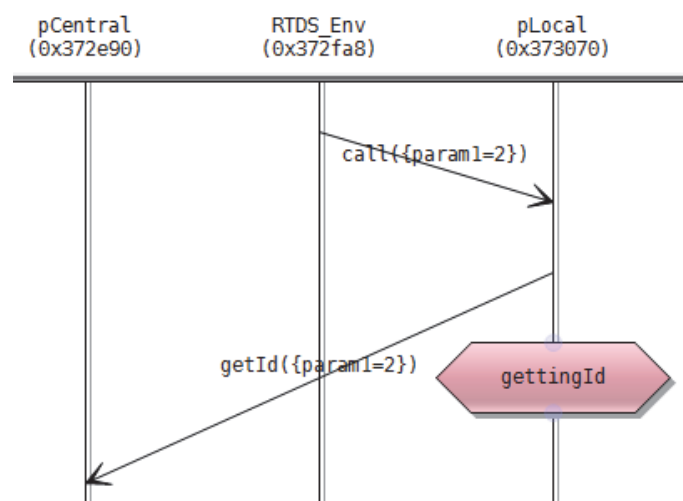 pCentral
(0x372e90)
RTDS_Env
(0x372fa8)
pLocal
(0x373070)
call({param1=2})
getId({param1=2})
gettingId